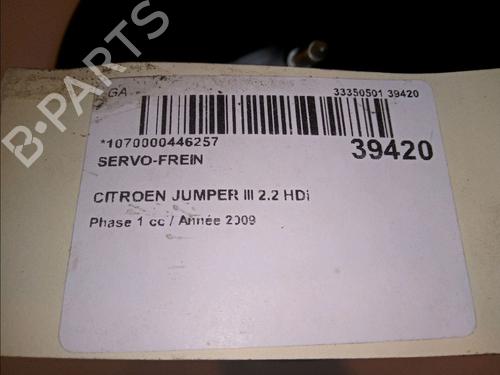 GA 33350501 39420
*1070000446257 39420
SERVO-FREIN
CITROEN JUMPER III 2.2 HDi
Phase 1 cc / Année 2009
B-PARTS